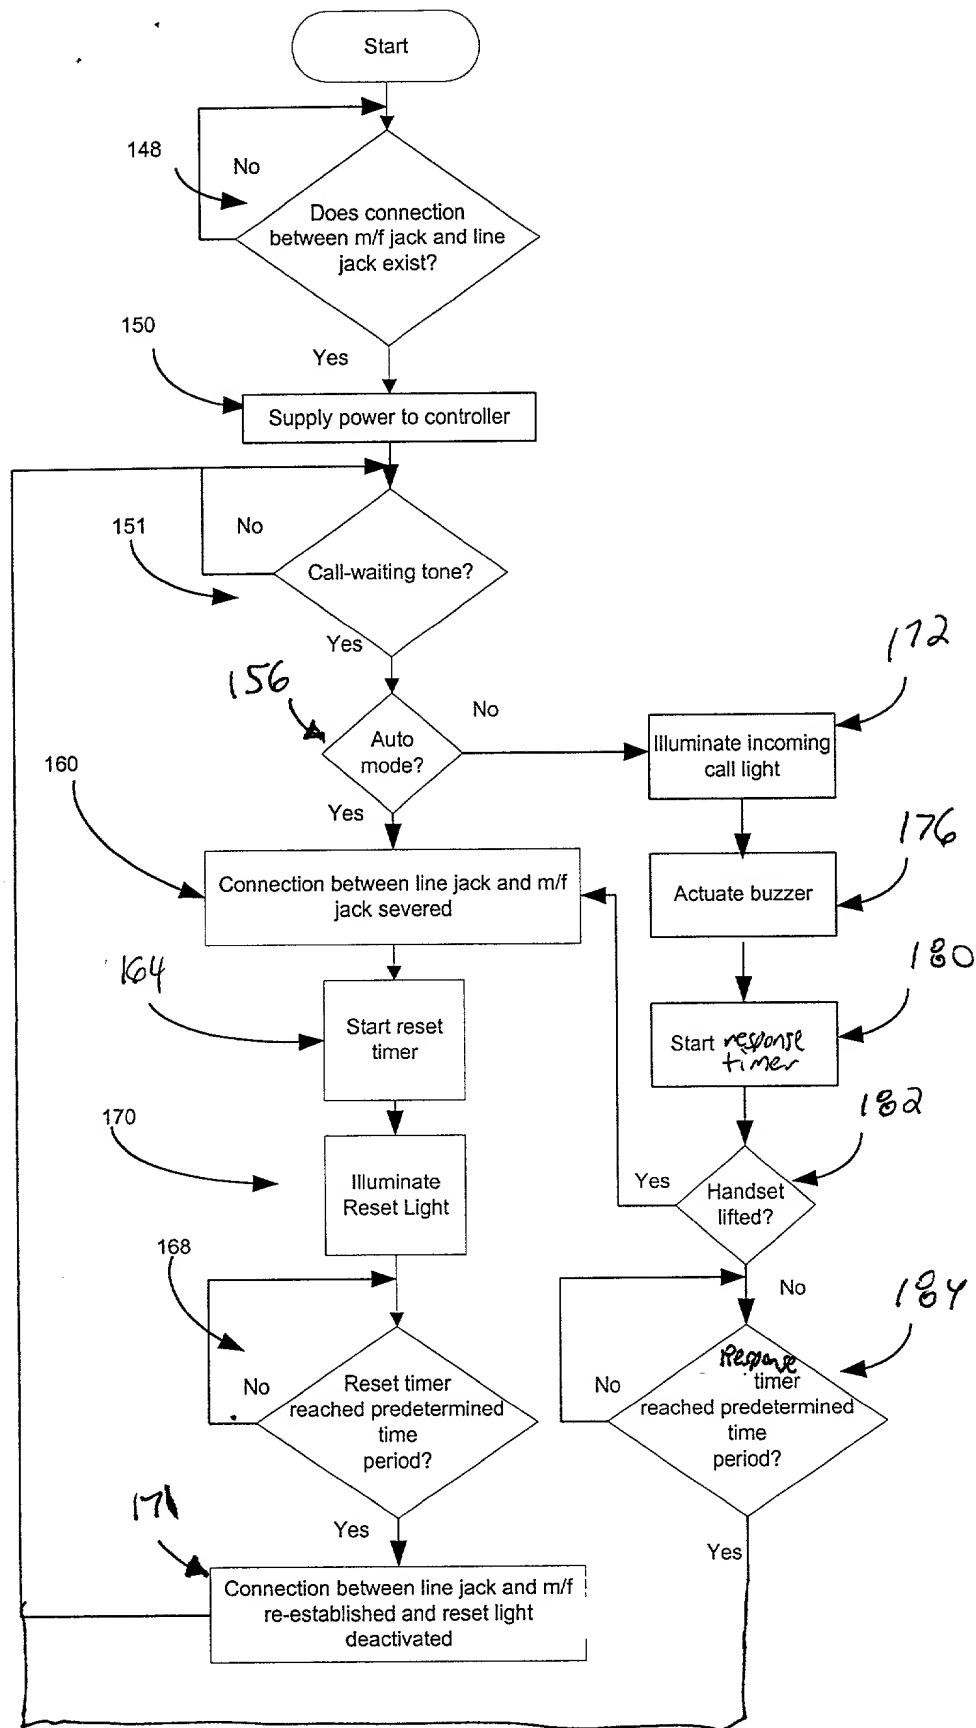 Start
148
No
Does connection
between m/f jack and line
jack exist?
150
Yes
Supply power to controller
151
No
Call-waiting tone?
Yes
156
Auto
mode?
No
172
Illuminate incoming
call light
160
Yes
Connection between line jack and m/f
jack severed
176
Actuate buzzer
164
Start reset
timer
180
Start response
timer
170
Illuminate
Reset Light
182
Yes
Handset
lifted?
168
No
No
Reset timer
reached predetermined
time
period?
184
No
Response
timer
reached predetermined
time
period?
171
Yes
Yes
Connection between line jack and m/f
re-established and reset light
deactivated